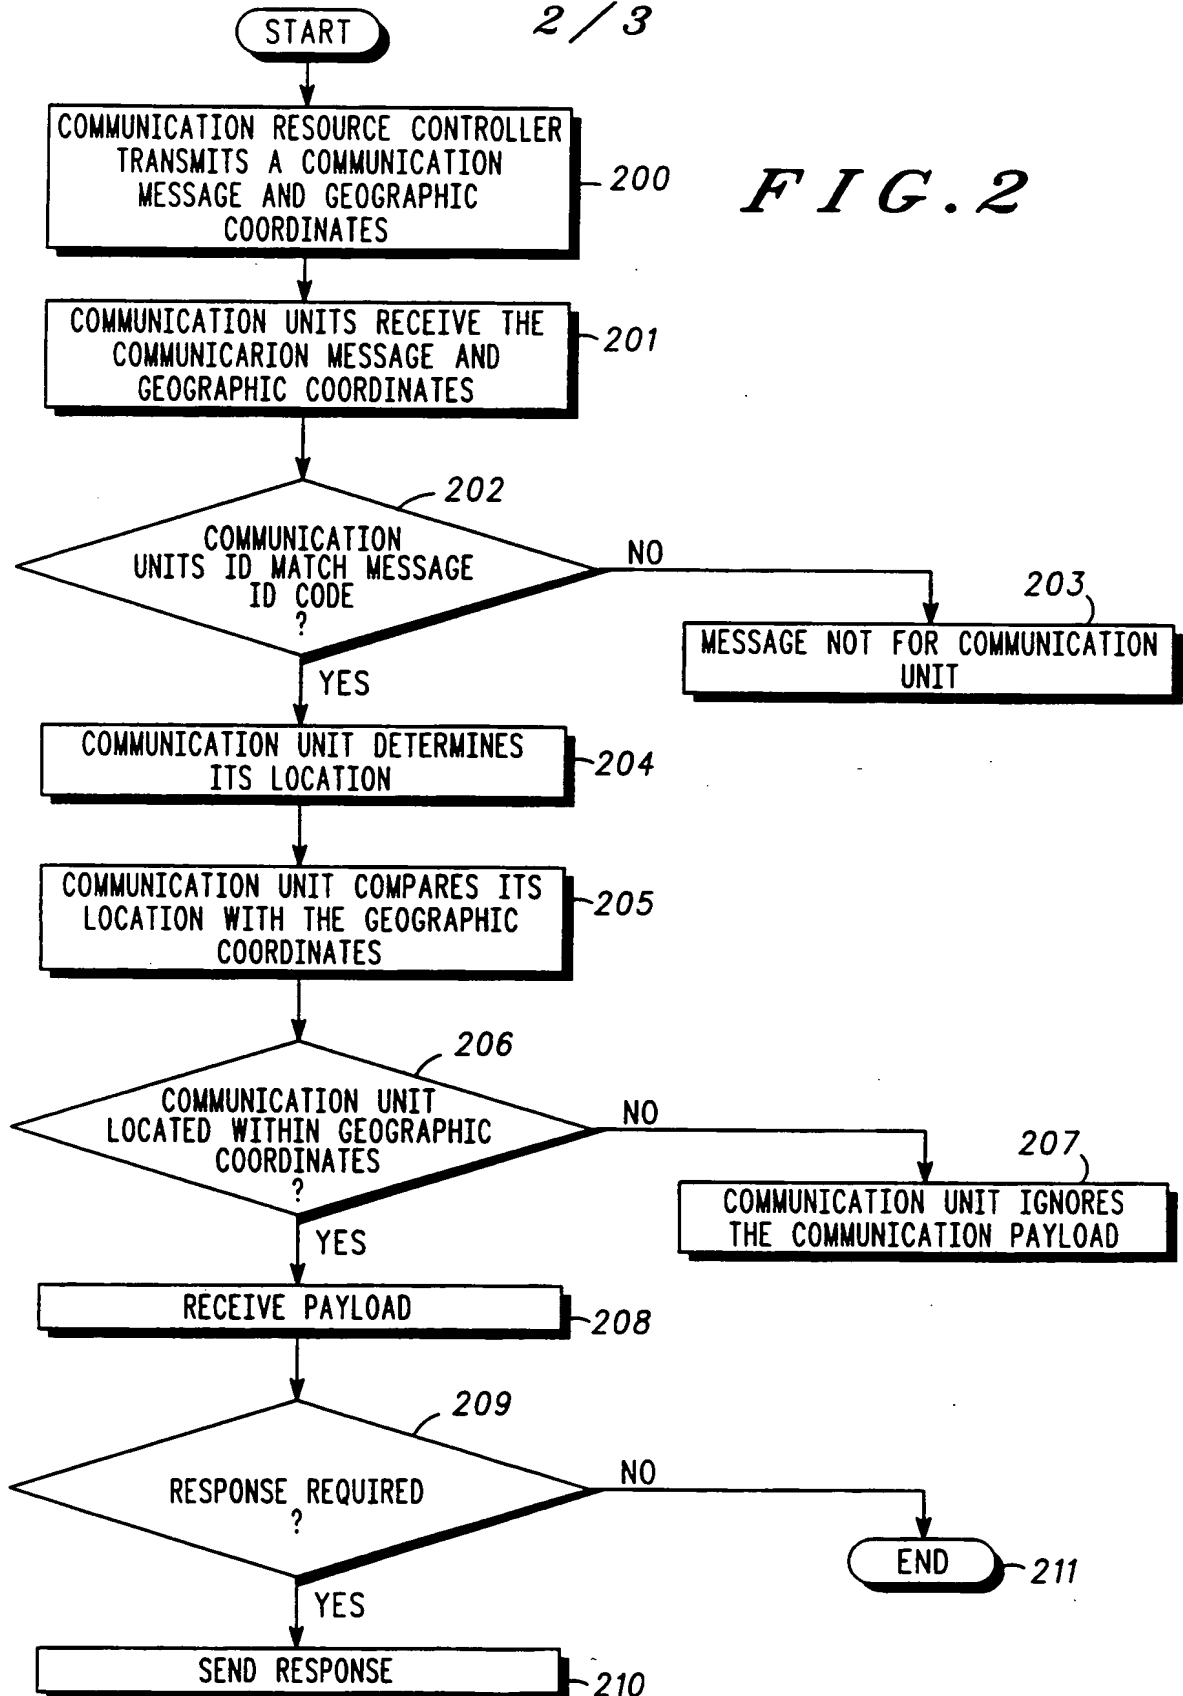 START
2/3
COMMUNICATION RESOURCE CONTROLLER
TRANSMITS A COMMUNICATION
MESSAGE AND GEOGRAPHIC
COORDINATES
200
FIG.2
COMMUNICATION UNITS RECEIVE THE
COMMUNICARION MESSAGE AND
GEOGRAPHIC COORDINATES
201
202
COMMUNICATION
UNITS ID MATCH MESSAGE
ID CODE
?
NO
203
MESSAGE NOT FOR COMMUNICATION
UNIT
YES
COMMUNICATION UNIT DETERMINES
ITS LOCATION
204
COMMUNICATION UNIT COMPARES ITS
LOCATION WITH THE GEOGRAPHIC
COORDINATES
205
206
COMMUNICATION UNIT
LOCATED WITHIN GEOGRAPHIC
COORDINATES
?
NO
207
COMMUNICATION UNIT IGNORES
THE COMMUNICATION PAYLOAD
YES
RECEIVE PAYLOAD
208
209
RESPONSE REQUIRED
?
NO
END
211
YES
SEND RESPONSE
210